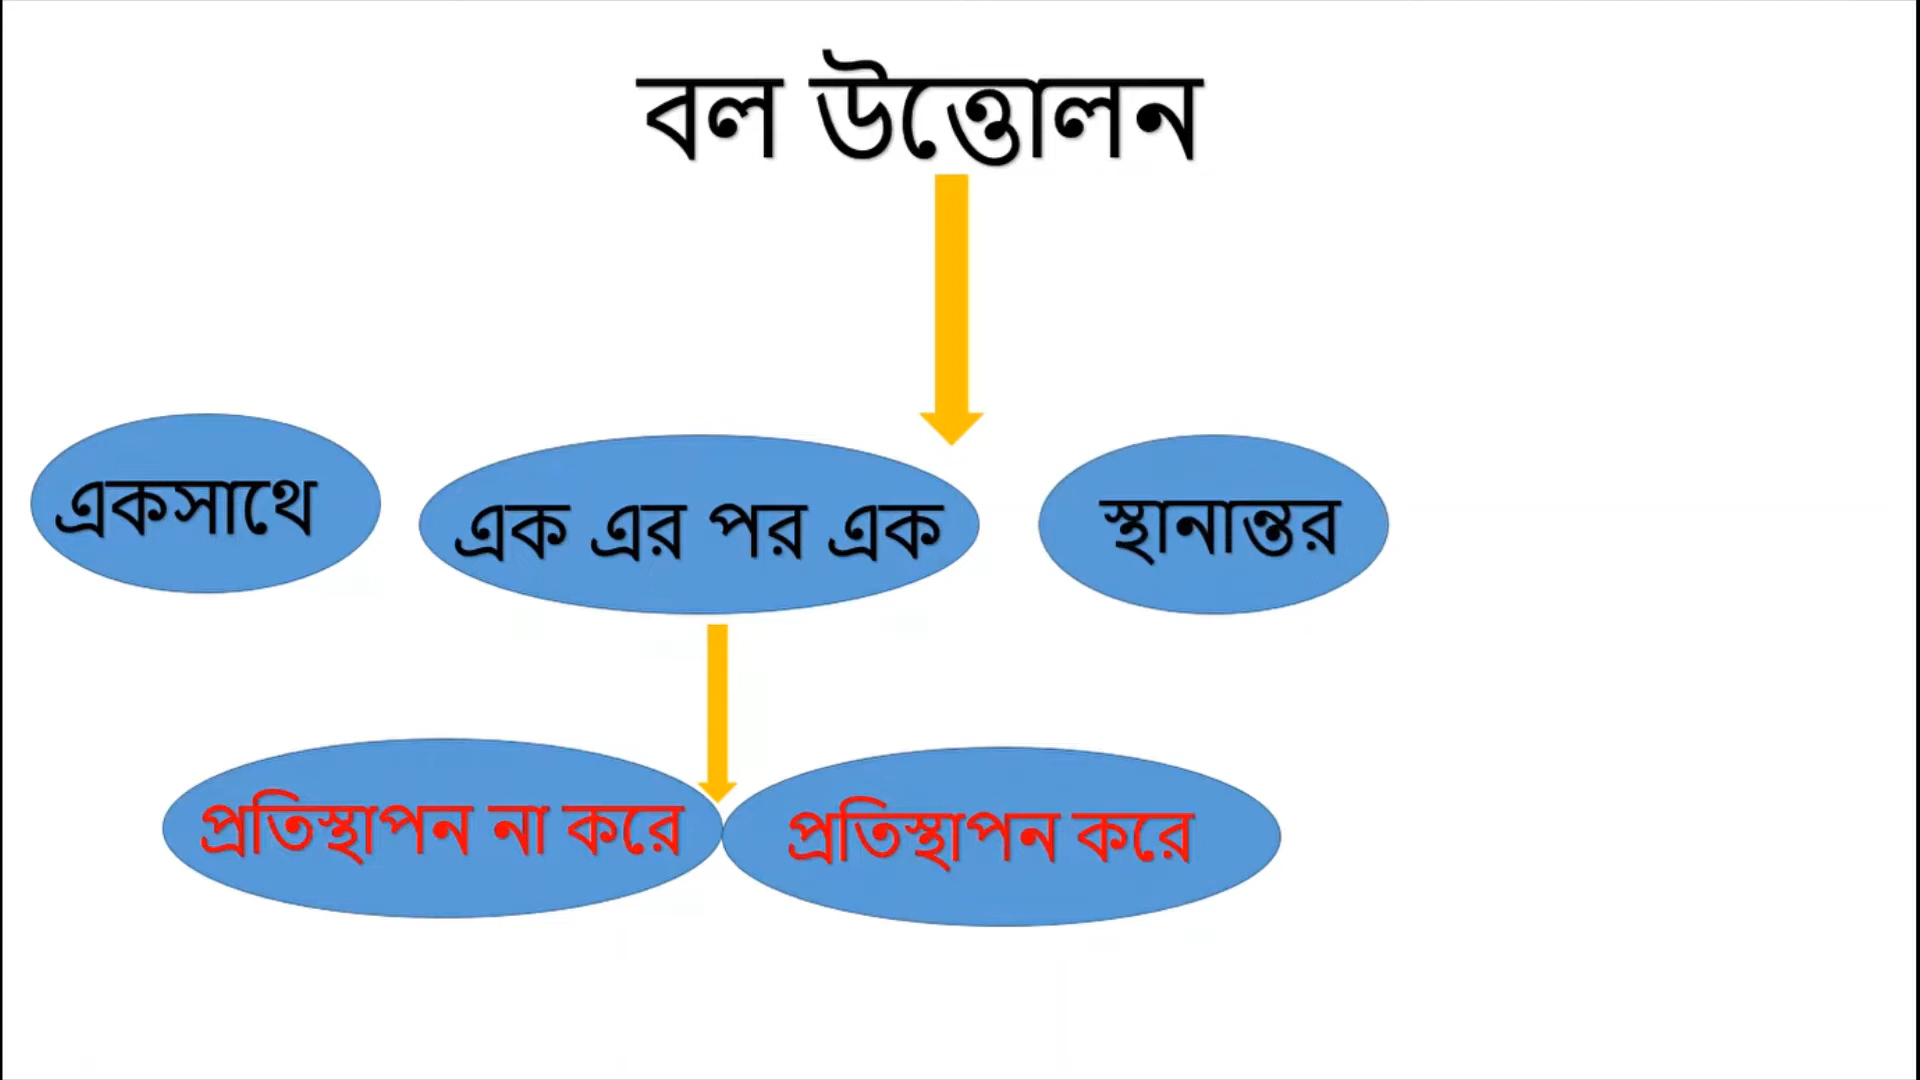 বল উত্তোলন
একসাথে
এক এর পর এক
স্থানান্তর
প্রতিস্থাপন না করে
প্রতিস্থাপন করে